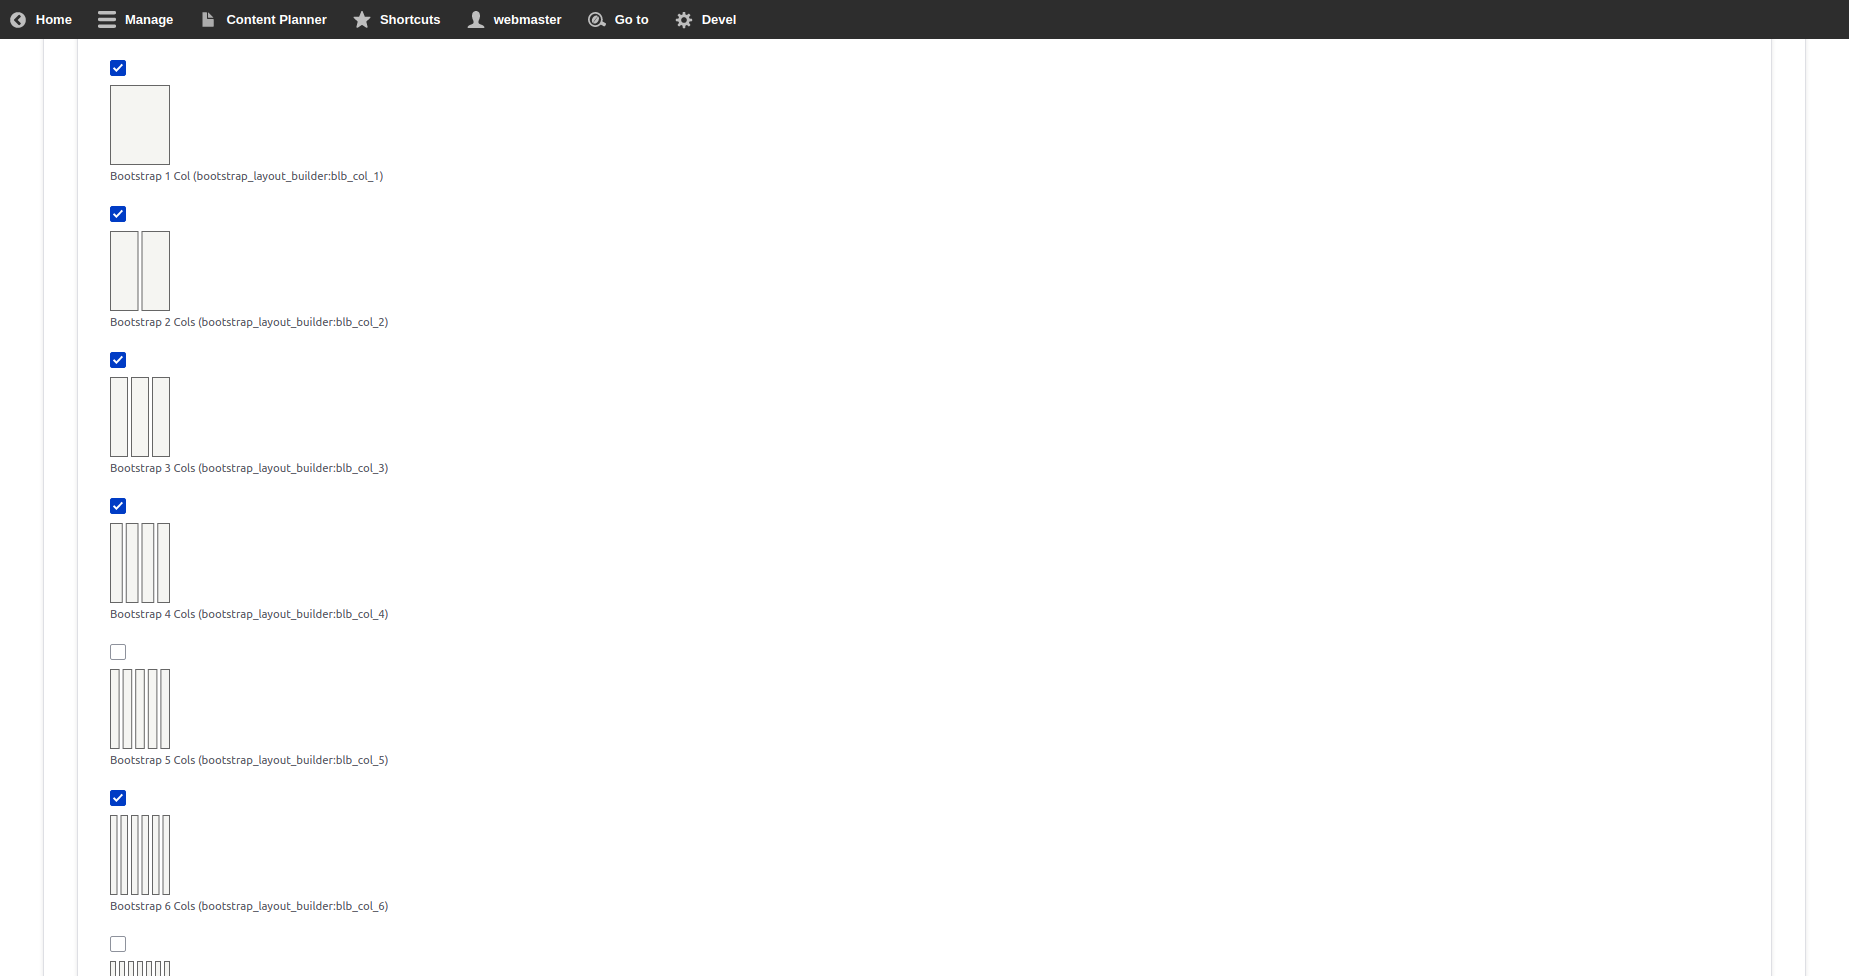 Home Manage Content Planner Shortcuts webmaster Go to Devel
Bootstrap 1 Col (bootstrap_layout_builder:blb_col_1)
Bootstrap 2 Cols (bootstrap_layout_builder:blb_col_2)
Bootstrap 3 Cols (bootstrap_layout_builder:blb_col_3)
Bootstrap 4 Cols (bootstrap_layout_builder:blb_col_4)
Bootstrap 5 Cols (bootstrap_layout_builder:blb_col_5)
Bootstrap 6 Cols (bootstrap_layout_builder:blb_col_6)